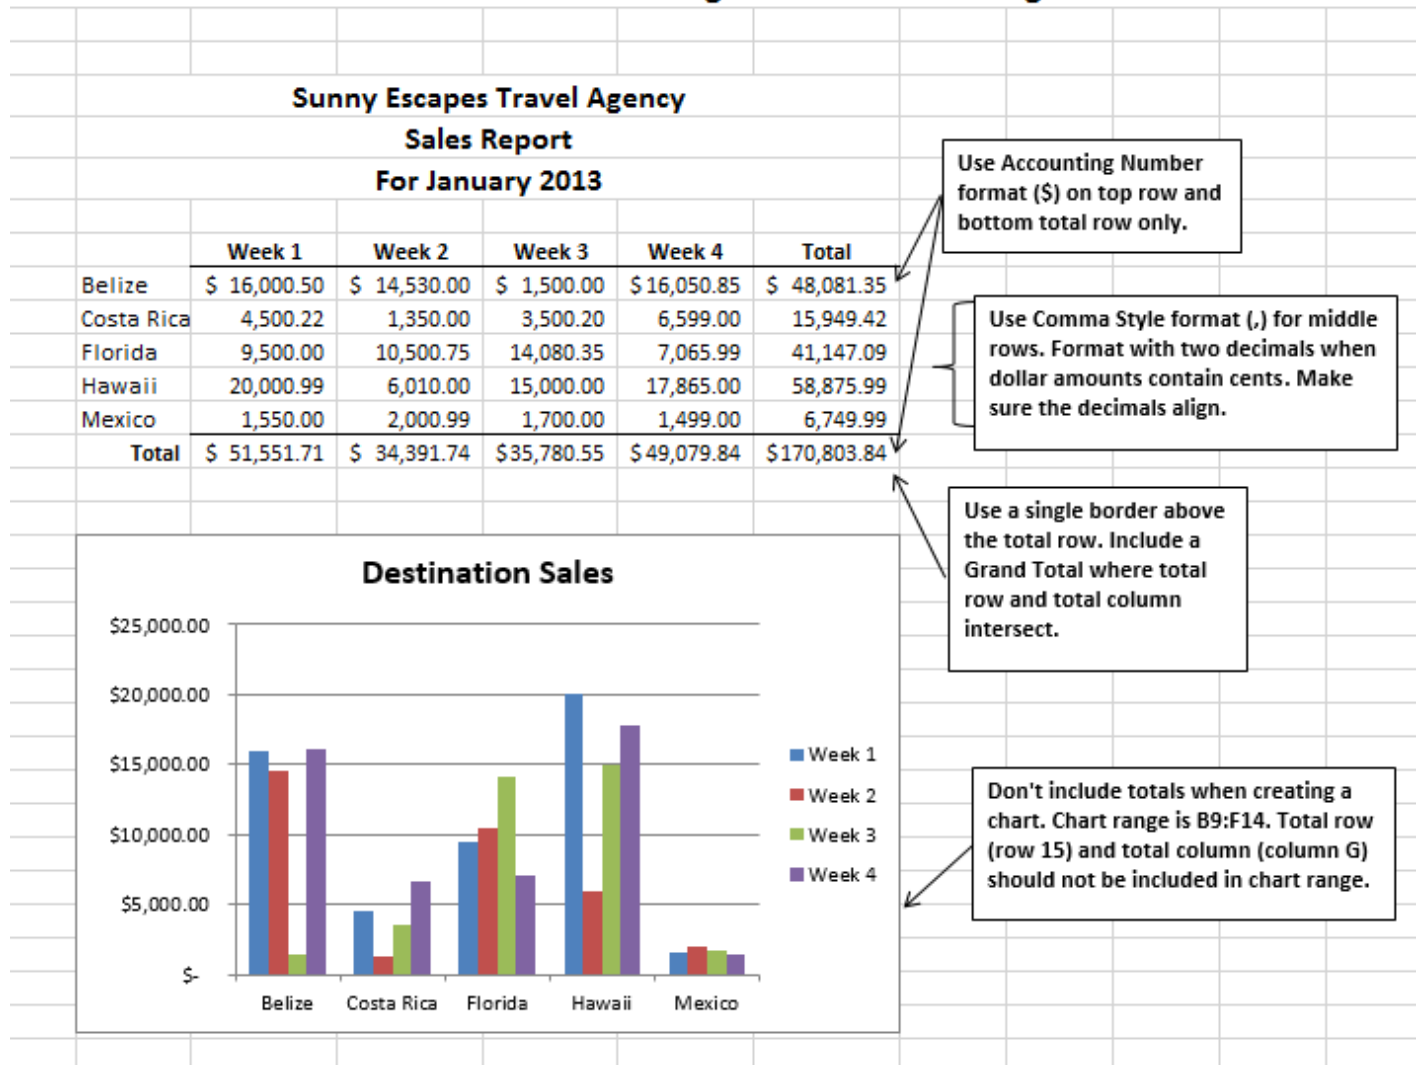 Sunny Escapes Travel Agency
Sales Report
For January 2013
Week 1 Week 2 Week 3 Week 4 Total
Belize $ 16,000.50 $ 14,530.00 $ 1,500.00 $ 16,050.85 $ 48,081.35
Costa Rica 4,500.22 1,350.00 3,500.20 6,599.00 15,949.42
Florida 9,500.00 10,500.75 14,080.35 7,065.99 41,147.09
Hawaii 20,000.99 6,010.00 15,000.00 17,865.00 58,875.99
Mexico 1,550.00 2,000.99 1,700.00 1,499.00 6,749.99
Total $ 51,551.71 $ 34,391.74 $35,780.55 $ 49,079.84 $170,803.84
Use Accounting Number
format ($) on top row and
bottom total row only.
Use Comma Style format (,) for middle
rows. Format with two decimals when
dollar amounts contain cents. Make
sure the decimals align.
Use a single border above
the total row. Include a
Grand Total where total
row and total column
intersect.
Destination Sales
$25,000.00
$20,000.00
$15,000.00
$10,000.00
$5,000.00
$-
Belize Costa Rica Florida Hawaii Mexico
Week 1
Week 2
Week 3
Week 4
Don't include totals when creating a
chart. Chart range is B9:F14. Total row
(row 15) and total column (column G)
should not be included in chart range.